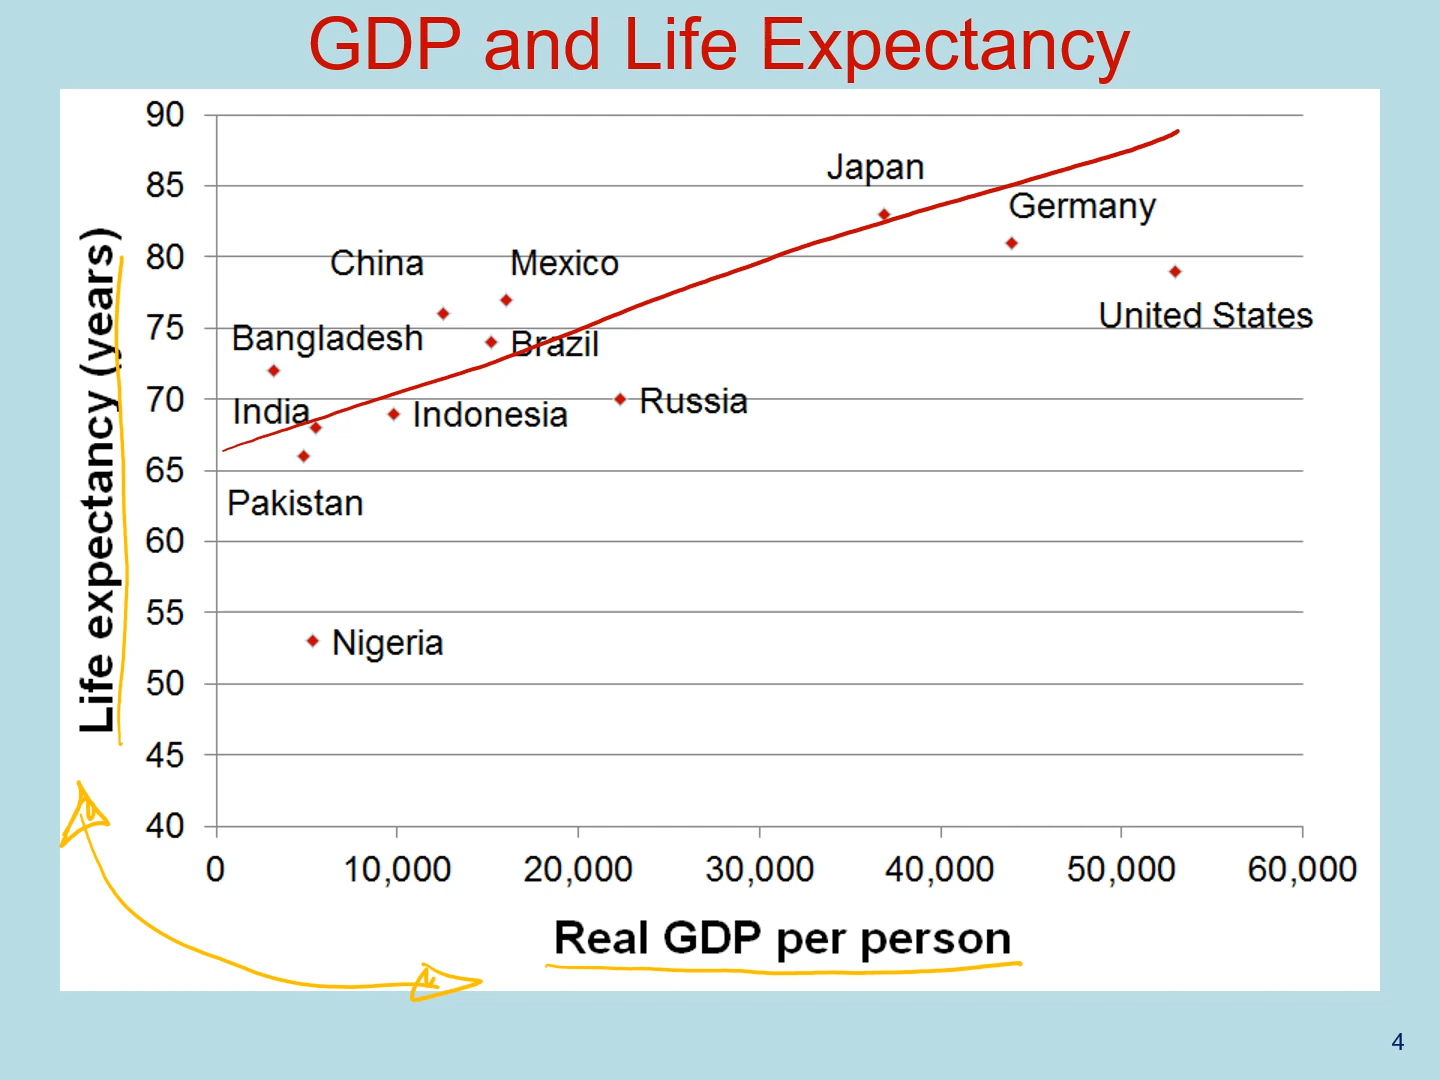 GDP and Life Expectancy
90
85
80
75
70
65
60
55
50
45
40
Life expectancy (years)
Japan
Germany
China
Mexico
United States
Bangladesh
Brazil
Russia
India
Indonesia
Pakistan
Nigeria
0 10,000 20,000 30,000 40,000 50,000 60,000
Real GDP per person
4